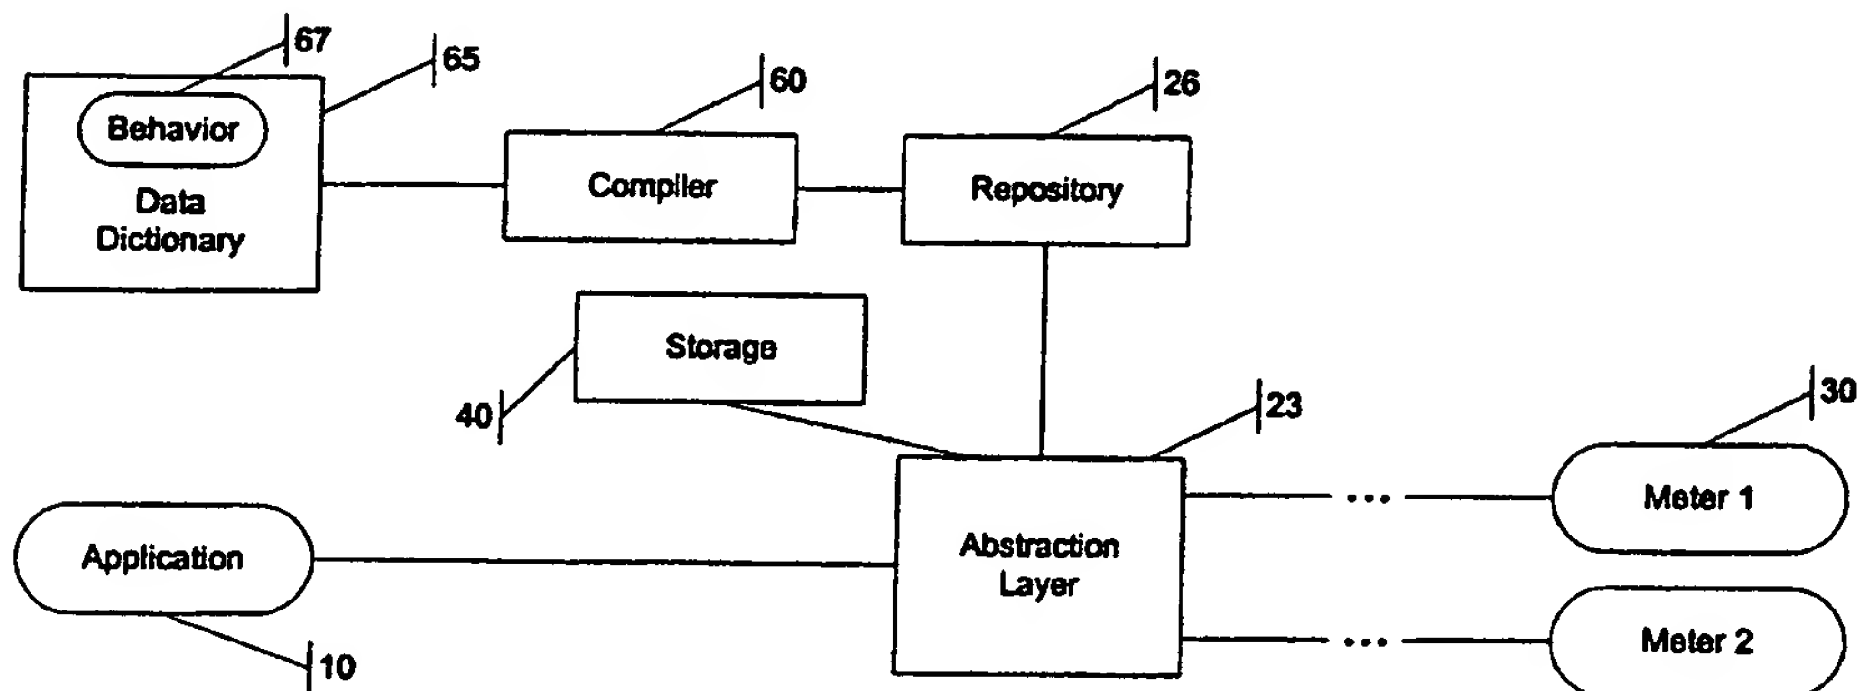 67
65
60
26
Behavior
Data
Dictionary
Compiler
Repository
Storage
40
23
30
Meter 1
Application
Abstraction
Layer
Meter 2
10